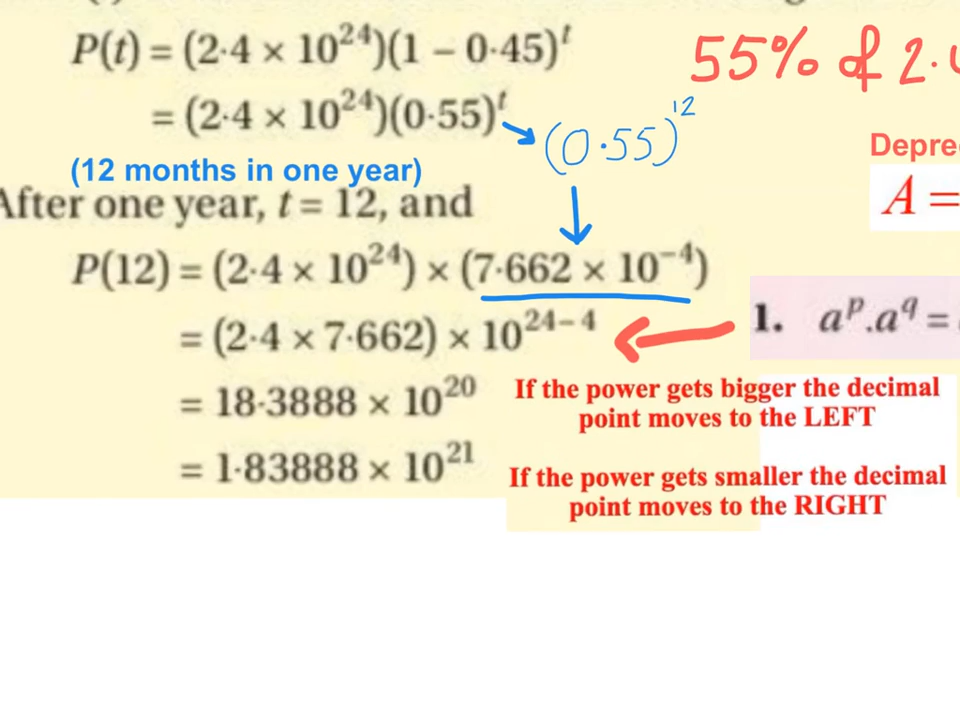 P(t) = (2·4 × 10²⁴)(1 – 0·45)ᵗ
= (2·4 × 10²⁴)(0·55)ᵗ
(0·55)¹²
55% of 2.
(12 months in one year)
After one year, t = 12, and
A =
P(12) = (2·4 × 10²⁴) × (7·662 × 10⁻⁴)
= (2·4 × 7·662) × 10²⁴⁻⁴
1. aᵖ.a^q =
= 18·3888 × 10²⁰
If the power gets bigger the decimal
point moves to the LEFT
= 1·83888 × 10²¹
If the power gets smaller the decimal
point moves to the RIGHT